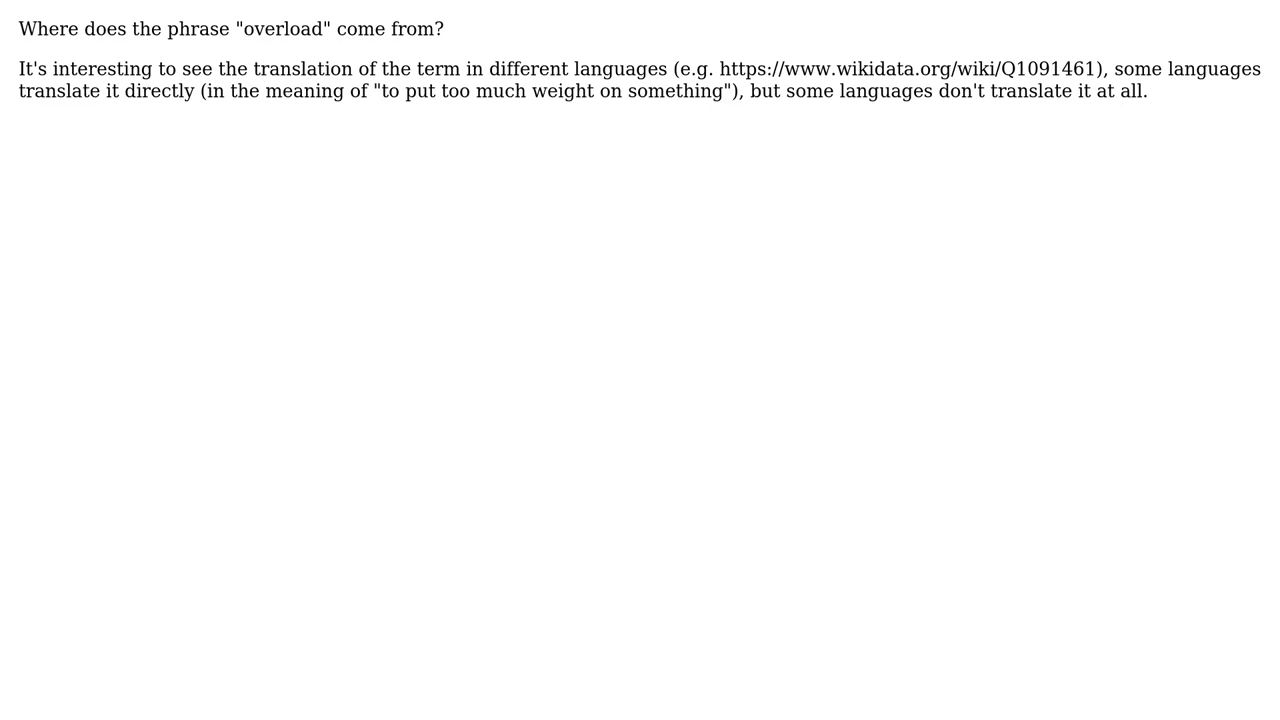 Where does the phrase "overload" come from?
It's interesting to see the translation of the term in different languages (e.g. https://www.wikidata.org/wiki/Q1091461), some languages
translate it directly (in the meaning of "to put too much weight on something"), but some languages don't translate it at all.